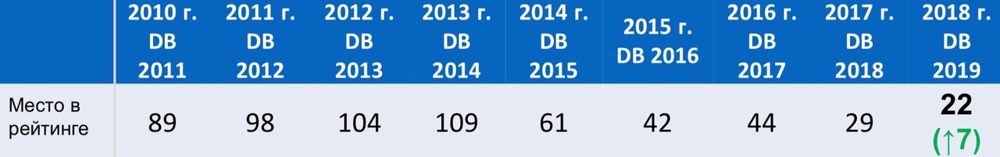 2010 г. 2011 г. 2012 г. 2013 г. 2014 г. 2015 г. 2016 г. 2017 г. 2018 г.
DB DB DB DB DB DB 2016 DB DB DB
2011 2012 2013 2014 2015 2017 2018 2019
Место в рейтинге 89 98 104 109 61 42 44 29 22
(↑7)